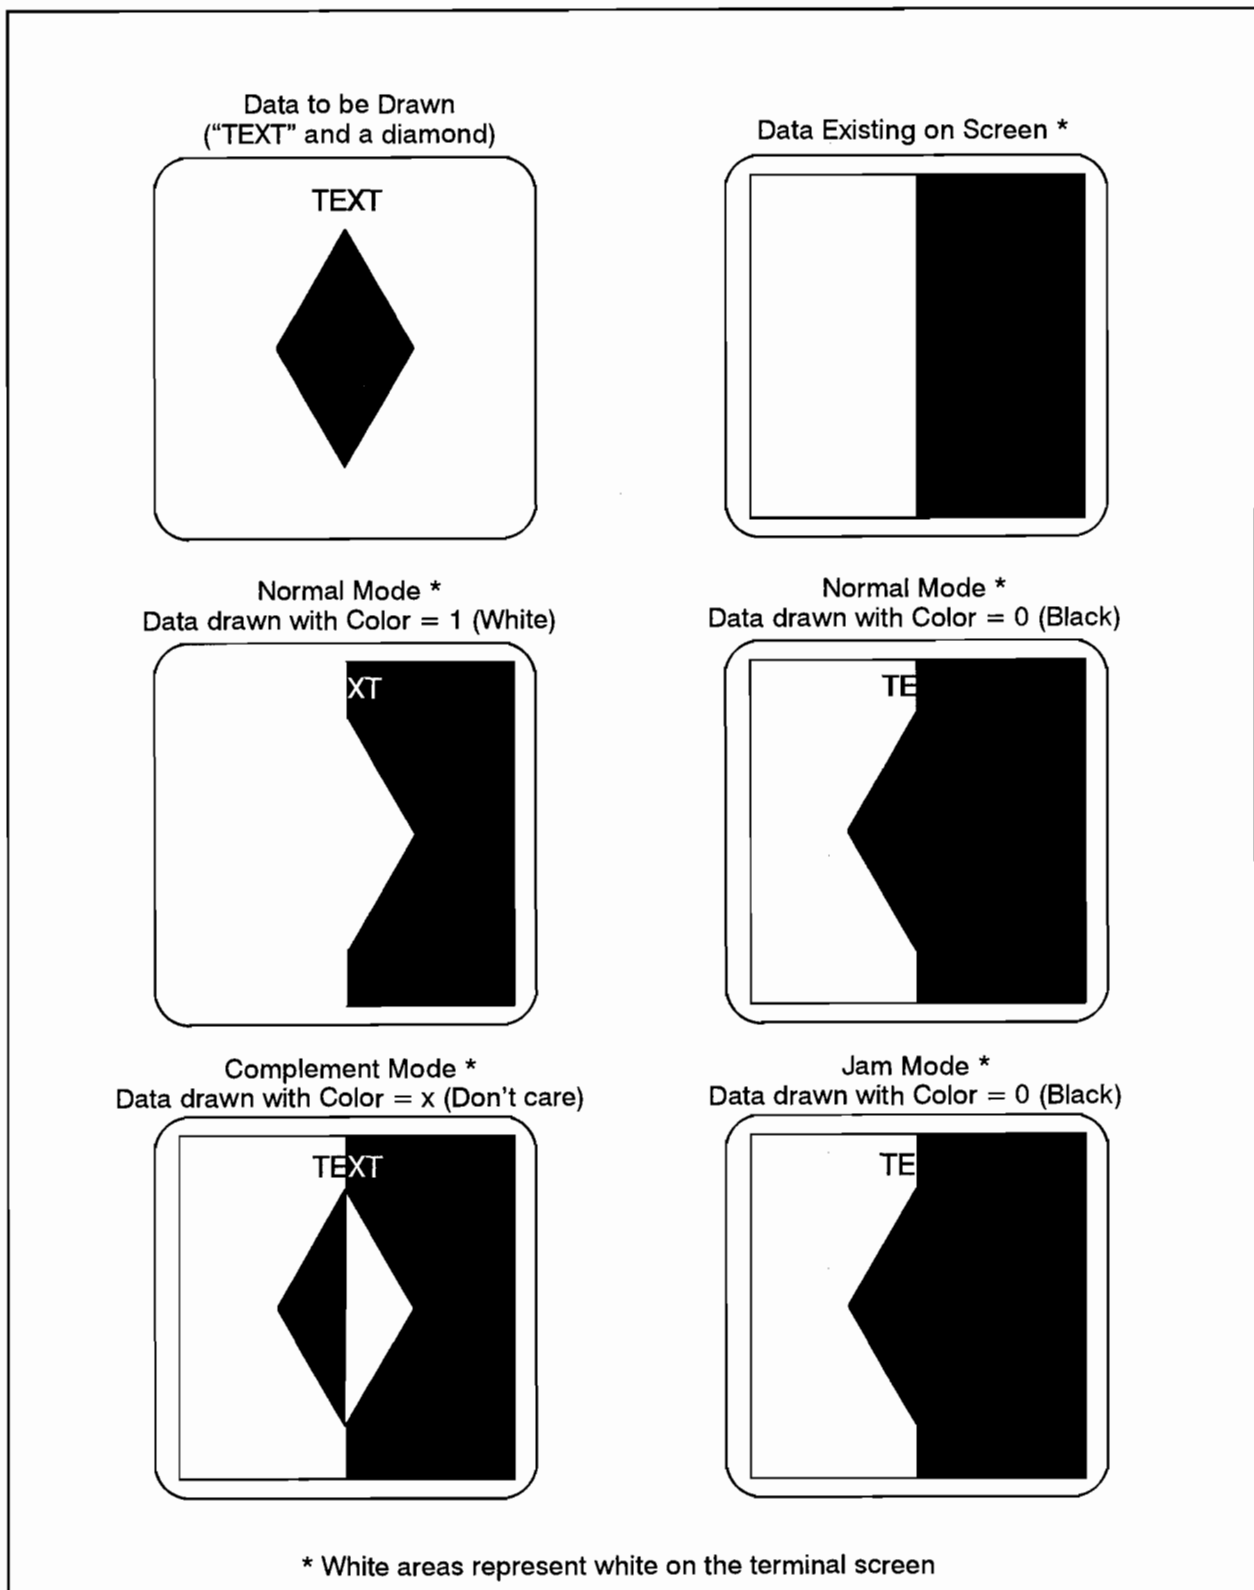 Data to be Drawn
("TEXT" and a diamond)
TEXT
Data Existing on Screen *
Normal Mode *
Data drawn with Color = 1 (White)
XT
Normal Mode *
Data drawn with Color = 0 (Black)
TE
Complement Mode *
Data drawn with Color = x (Don't care)
TEXT
Jam Mode *
Data drawn with Color = 0 (Black)
TE
* White areas represent white on the terminal screen